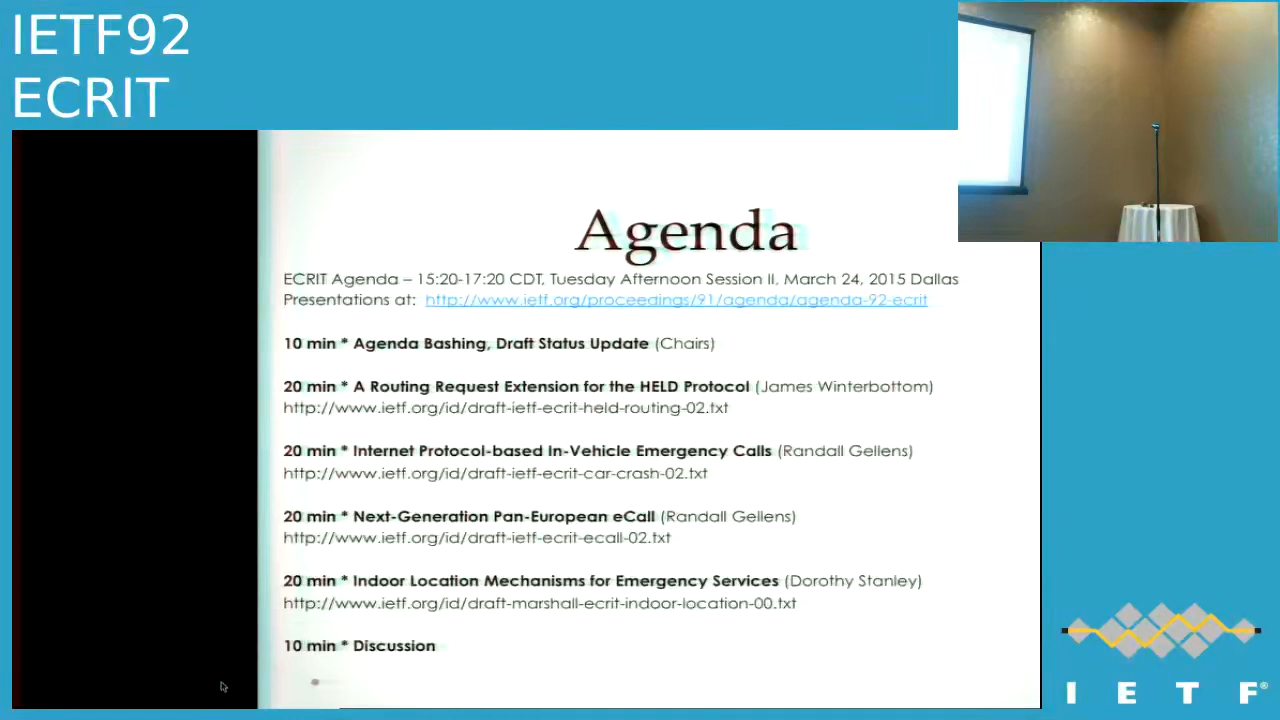 IETF92
ECRIT
Agenda
ECRIT Agenda – 15:20-17:20 CDT, Tuesday Afternoon Session II, March 24, 2015 Dallas
Presentations at: http://www.ietf.org/proceedings/91/agenda/agenda-92-ecrit
10 min * Agenda Bashing, Draft Status Update (Chairs)
20 min * A Routing Request Extension for the HELD Protocol (James Winterbottom)
http://www.ietf.org/id/draft-ietf-ecrit-held-routing-02.txt
20 min * Internet Protocol-based In-Vehicle Emergency Calls (Randall Gellens)
http://www.ietf.org/id/draft-ietf-ecrit-car-crash-02.txt
20 min * Next-Generation Pan-European eCall (Randall Gellens)
http://www.ietf.org/id/draft-ietf-ecrit-ecall-02.txt
20 min * Indoor Location Mechanisms for Emergency Services (Dorothy Stanley)
http://www.ietf.org/id/draft-marshall-ecrit-indoor-location-00.txt
10 min * Discussion
I E T F®